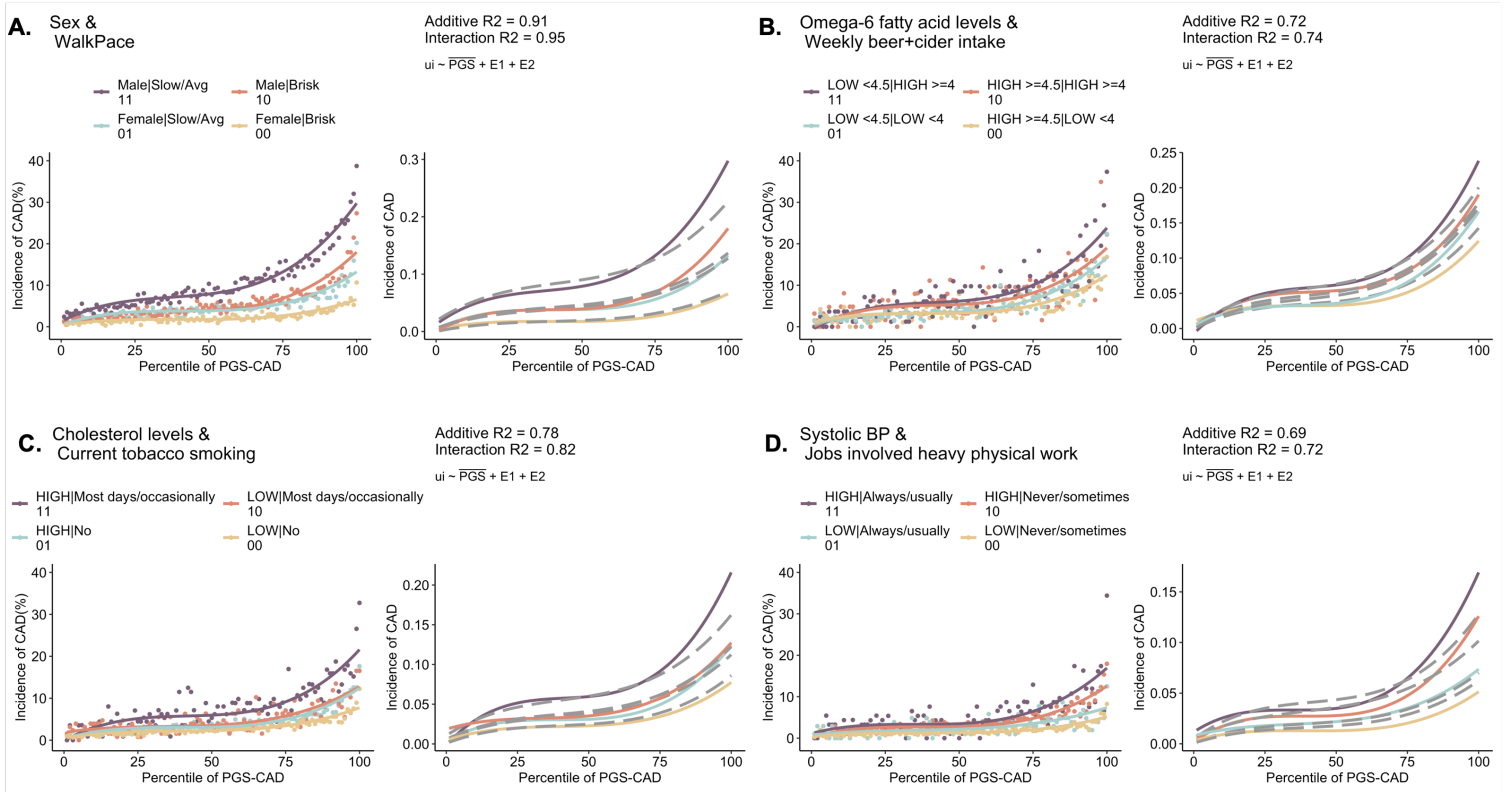 A.
Sex &
WalkPace
Additive R2 = 0.91
Interaction R2 = 0.95
ui ~ PGS + E1 + E2
Male|Slow/Avg
11
Male|Brisk
10
Female|Slow/Avg
01
Female|Brisk
00
Incidence of CAD(%)
40
30
20
10
0
0 25 50 75 100
Percentile of PGS-CAD
Incidence of CAD
0.3
0.2
0.1
0.0
0 25 50 75 100
Percentile of PGS-CAD
B.
Omega-6 fatty acid levels &
Weekly beer+cider intake
Additive R2 = 0.72
Interaction R2 = 0.74
ui ~ PGS + E1 + E2
LOW <4.5|HIGH >=4
11
HIGH >=4.5|HIGH >=4
10
LOW <4.5|LOW <4
01
HIGH >=4.5|LOW <4
00
Incidence of CAD(%)
40
30
20
10
0
0 25 50 75 100
Percentile of PGS-CAD
Incidence of CAD
0.25
0.20
0.15
0.10
0.05
0.00
0 25 50 75 100
Percentile of PGS-CAD
C.
Cholesterol levels &
Current tobacco smoking
Additive R2 = 0.78
Interaction R2 = 0.82
ui ~ PGS + E1 + E2
HIGH|Most days/occasionally
11
LOW|Most days/occasionally
10
HIGH|No
01
LOW|No
00
Incidence of CAD(%)
40
30
20
10
0
0 25 50 75 100
Percentile of PGS-CAD
Incidence of CAD
0.20
0.15
0.10
0.05
0.00
0 25 50 75 100
Percentile of PGS-CAD
D.
Systolic BP &
Jobs involved heavy physical work
Additive R2 = 0.69
Interaction R2 = 0.72
ui ~ PGS + E1 + E2
HIGH|Always/usually
11
HIGH|Never/sometimes
10
LOW|Always/usually
01
LOW|Never/sometimes
00
Incidence of CAD(%)
40
30
20
10
0
0 25 50 75 100
Percentile of PGS-CAD
Incidence of CAD
0.15
0.10
0.05
0.00
0 25 50 75 100
Percentile of PGS-CAD